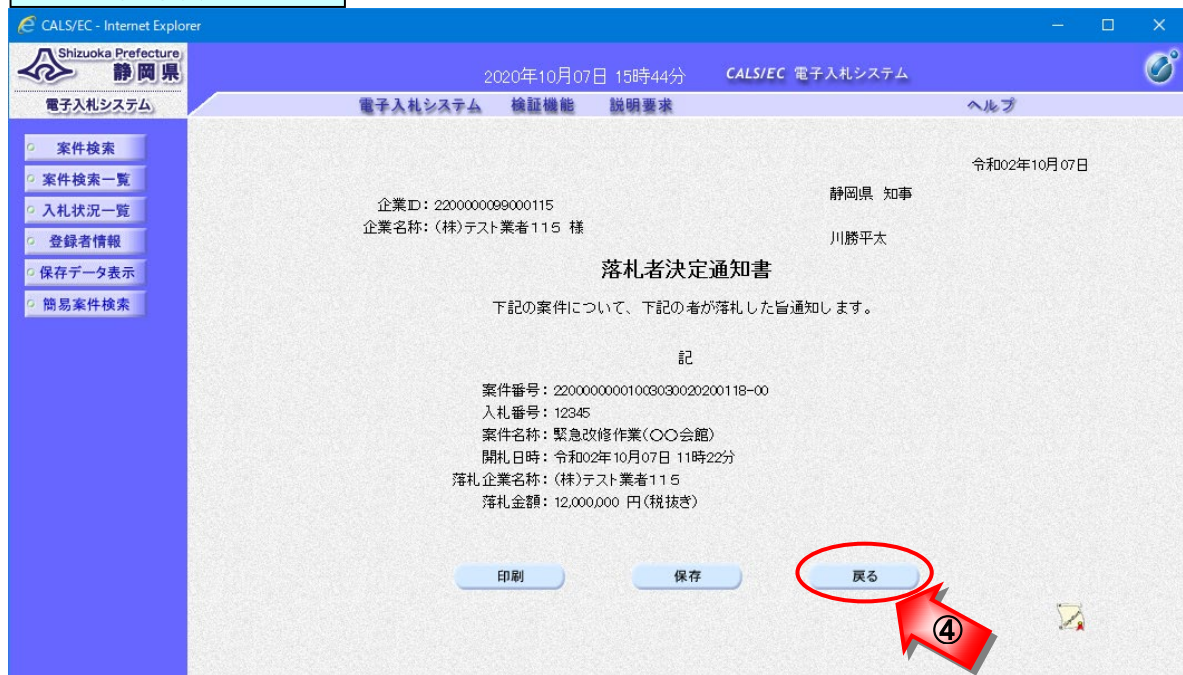 CALS/EC - Internet Explorer
Shizuoka Prefecture
静岡県
2020年10月07日 15時44分 CALS/EC 電子入札システム
電子入札システム
電子入札システム 検証機能 説明要求 ヘルプ
案件検索
案件検索一覧
入札状況一覧
登録者情報
保存データ表示
簡易案件検索
令和02年10月07日
静岡県 知事
企業ID：2200000099000115
企業名称：(株)テスト業者115 様
川勝平太
落札者決定通知書
下記の案件について、下記の者が落札した旨通知します。
記
案件番号：2200000001003030020200118-00
入札番号：12345
案件名称：緊急改修作業(〇〇会館)
開札日時：令和02年10月07日 11時22分
落札企業名称：(株)テスト業者115
落札金額：12,000,000 円(税抜き)
印刷 保存 戻る
④